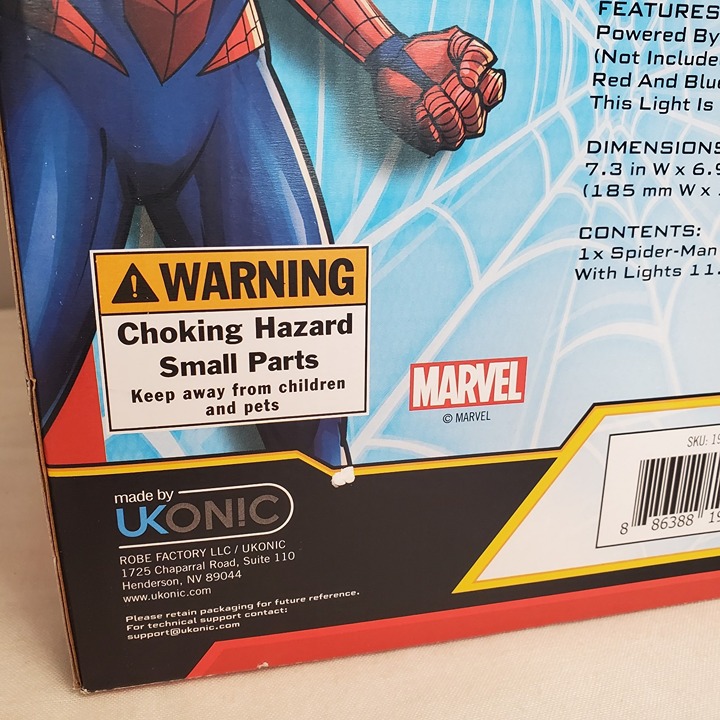 FEATURES
Powered By
(Not Include
Red And Blue
This Light Is
DIMENSIONS
7.3 in W x 6.9
(185 mm W x
CONTENTS:
1x Spider-Man
With Lights 11.
WARNING
Choking Hazard
Small Parts
Keep away from children
and pets
MARVEL
© MARVEL
SKU: 19
8 86388 19
made by
UKONIC
ROBE FACTORY LLC / UKONIC
1725 Chaparral Road, Suite 110
Henderson, NV 89044
www.ukonic.com
Please retain packaging for future reference.
For technical support contact:
support@ukonic.com